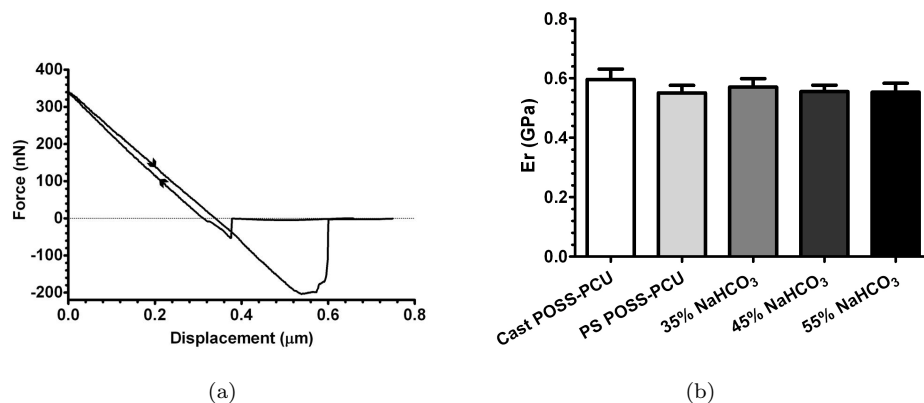 400
300
200
100
0
-100
-200
Force (nN)
0.0 0.2 0.4 0.6 0.8
Displacement (μm)
(a)
0.8
0.6
0.4
0.2
0.0
Er (GPa)
Cast POSS-PCU
PS POSS-PCU
35% NaHCO₃
45% NaHCO₃
55% NaHCO₃
(b)